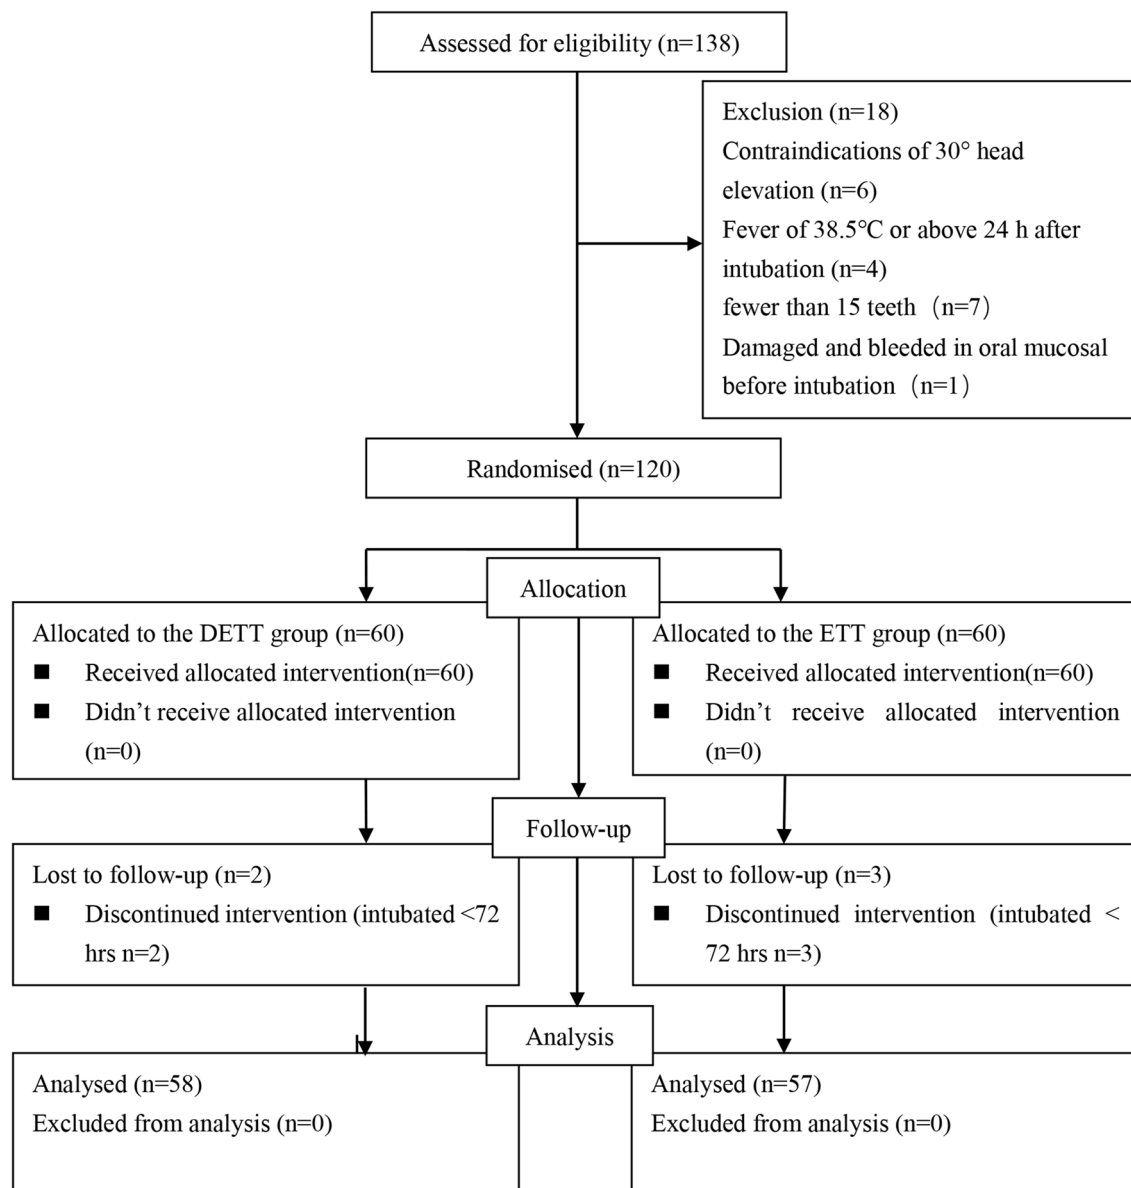 Assessed for eligibility (n=138)
Exclusion (n=18)
Contraindications of 30° head
elevation (n=6)
Fever of 38.5℃ or above 24 h after
intubation (n=4)
fewer than 15 teeth（n=7）
Damaged and bleeded in oral mucosal
before intubation（n=1）
Randomised (n=120)
Allocation
Allocated to the DETT group (n=60)
■ Received allocated intervention(n=60)
■ Didn’t receive allocated intervention
(n=0)
Allocated to the ETT group (n=60)
■ Received allocated intervention(n=60)
■ Didn’t receive allocated intervention
(n=0)
Follow-up
Lost to follow-up (n=2)
■ Discontinued intervention (intubated <72
hrs n=2)
Lost to follow-up (n=3)
■ Discontinued intervention (intubated <
72 hrs n=3)
Analysis
Analysed (n=58)
Excluded from analysis (n=0)
Analysed (n=57)
Excluded from analysis (n=0)